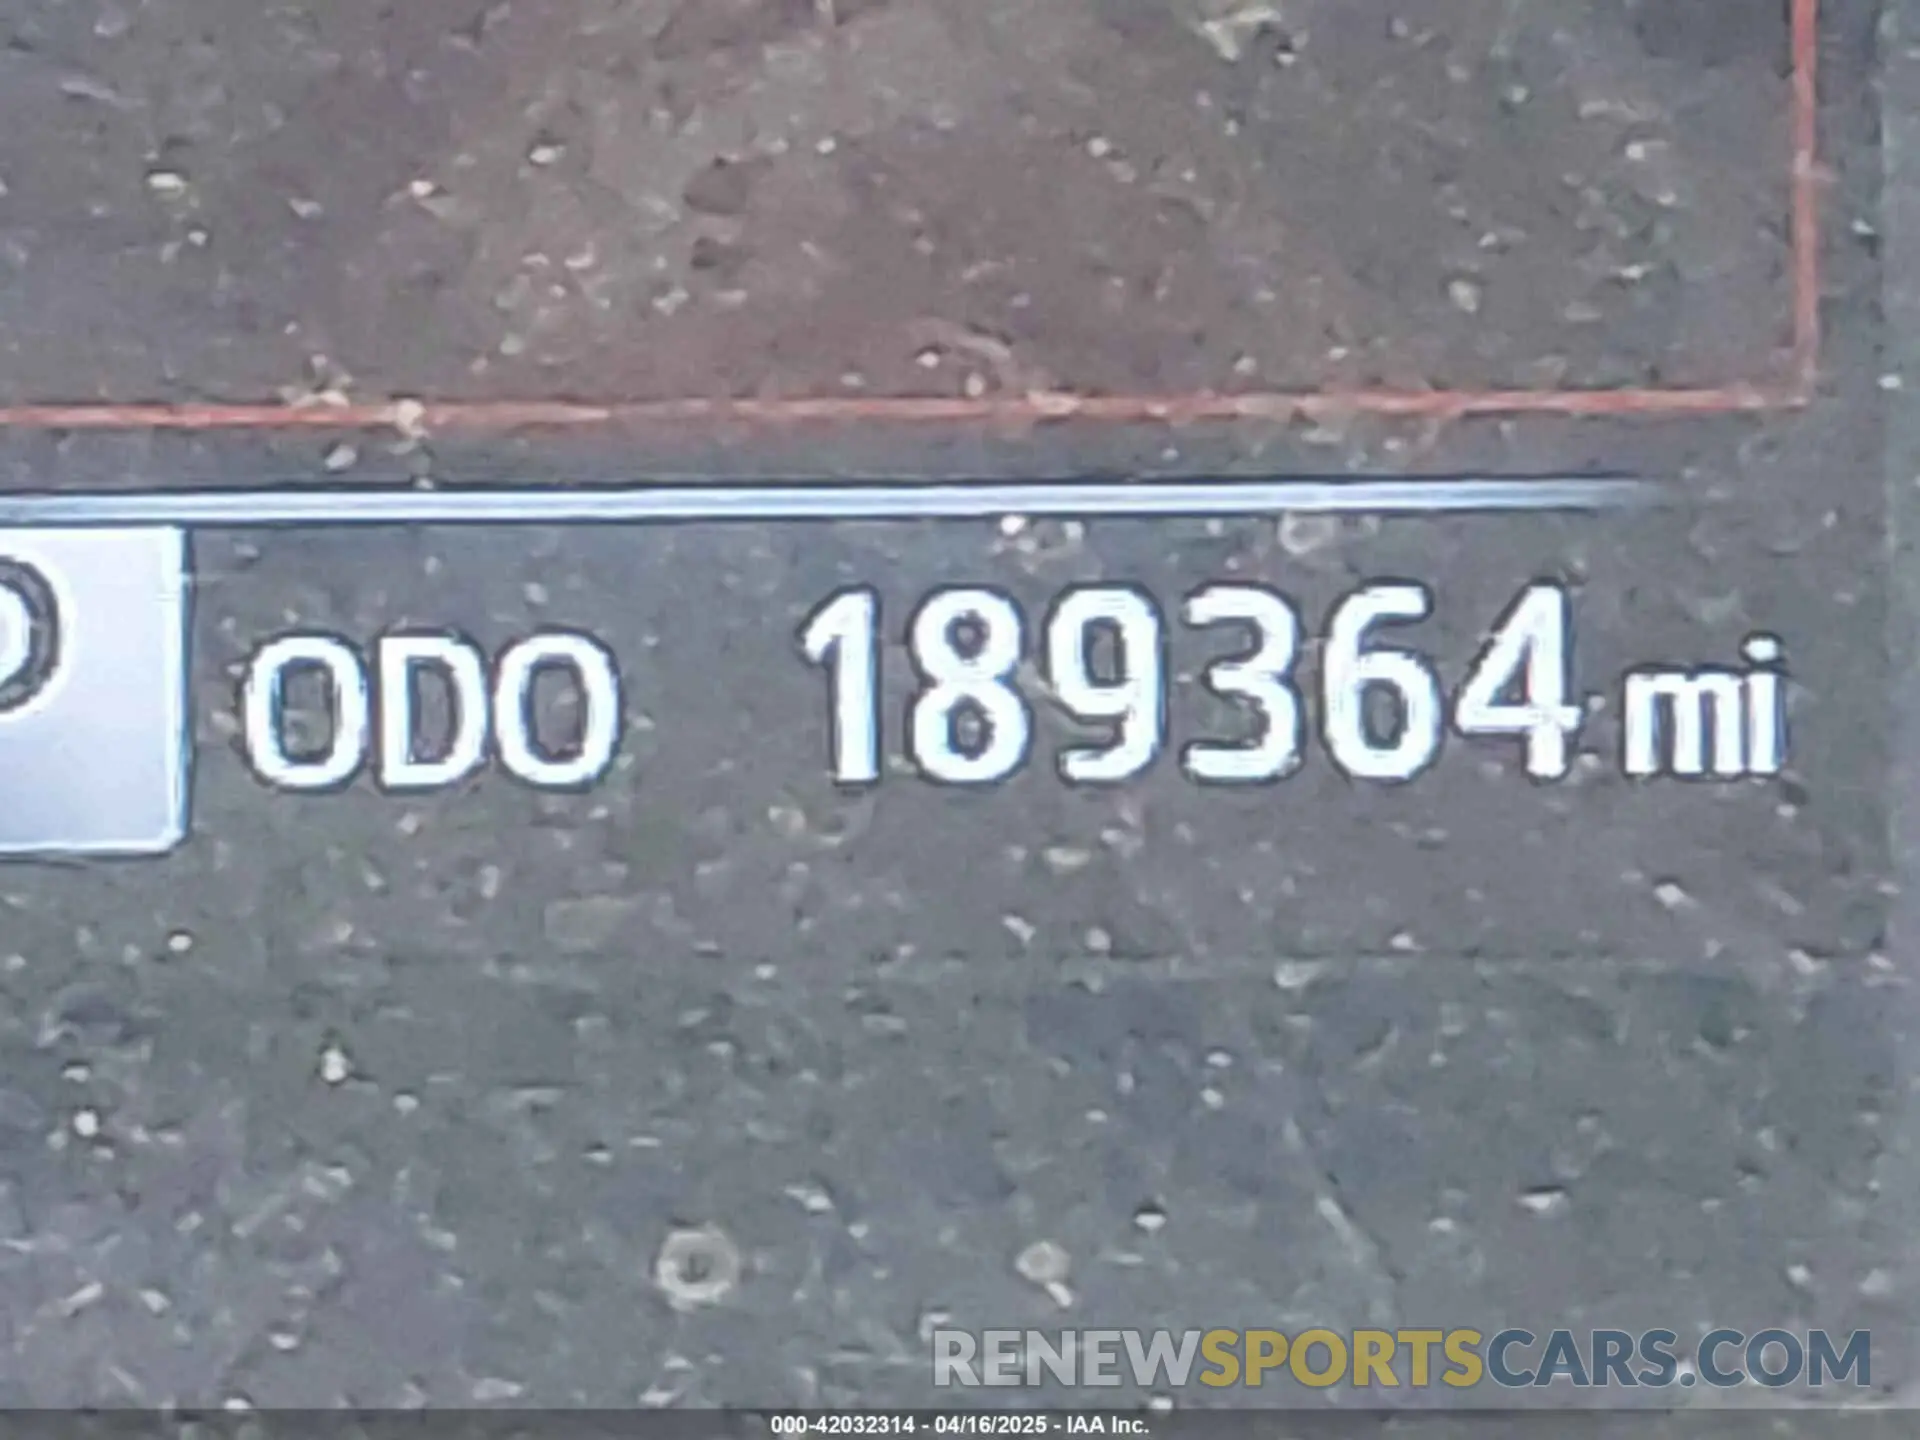 ODO 189364 mi
RENEWSPORTSCARS.COM
000-42032314 - 04/16/2025 - IAA Inc.